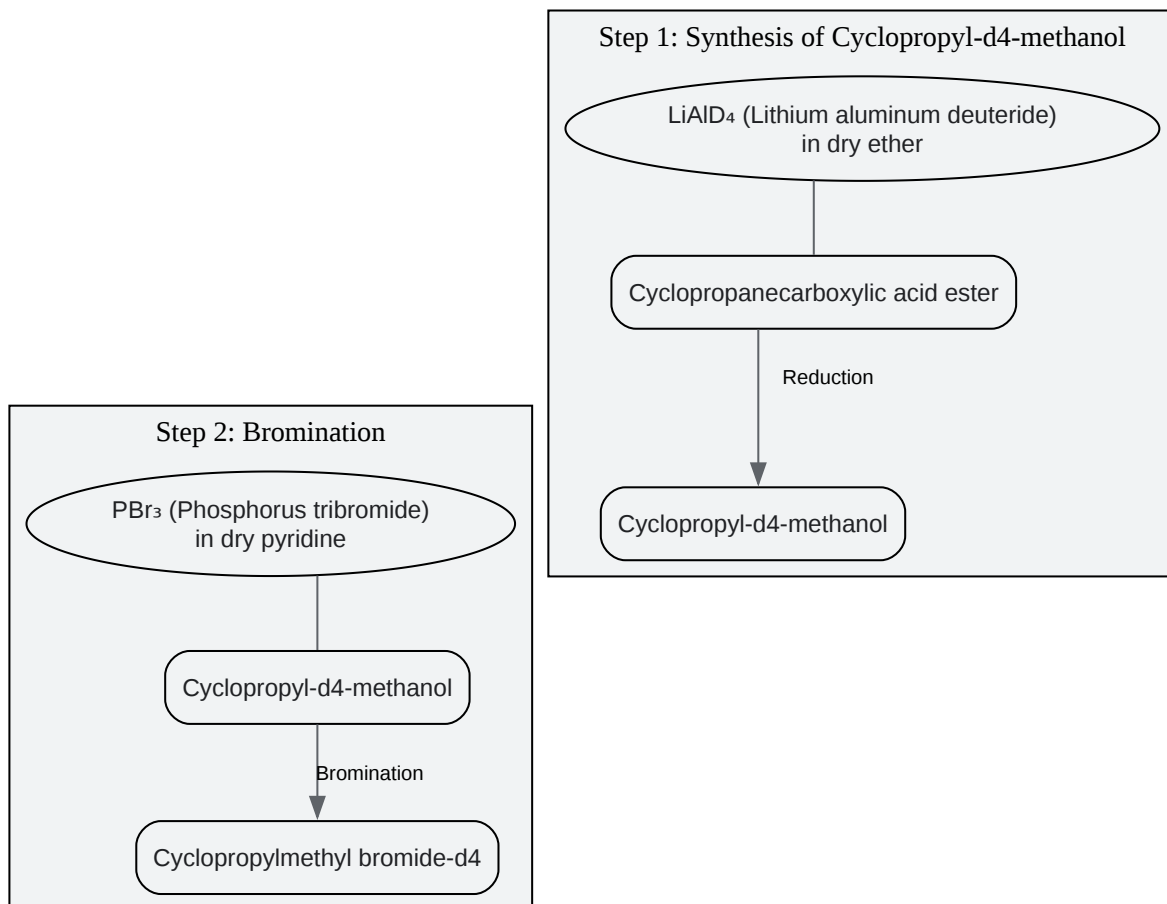 Step 1: Synthesis of Cyclopropyl-d4-methanol
LiAlD₄ (Lithium aluminum deuteride)
in dry ether
Cyclopropanecarboxylic acid ester
Reduction
Cyclopropyl-d4-methanol
Step 2: Bromination
PBr₃ (Phosphorus tribromide)
in dry pyridine
Cyclopropyl-d4-methanol
Bromination
Cyclopropylmethyl bromide-d4